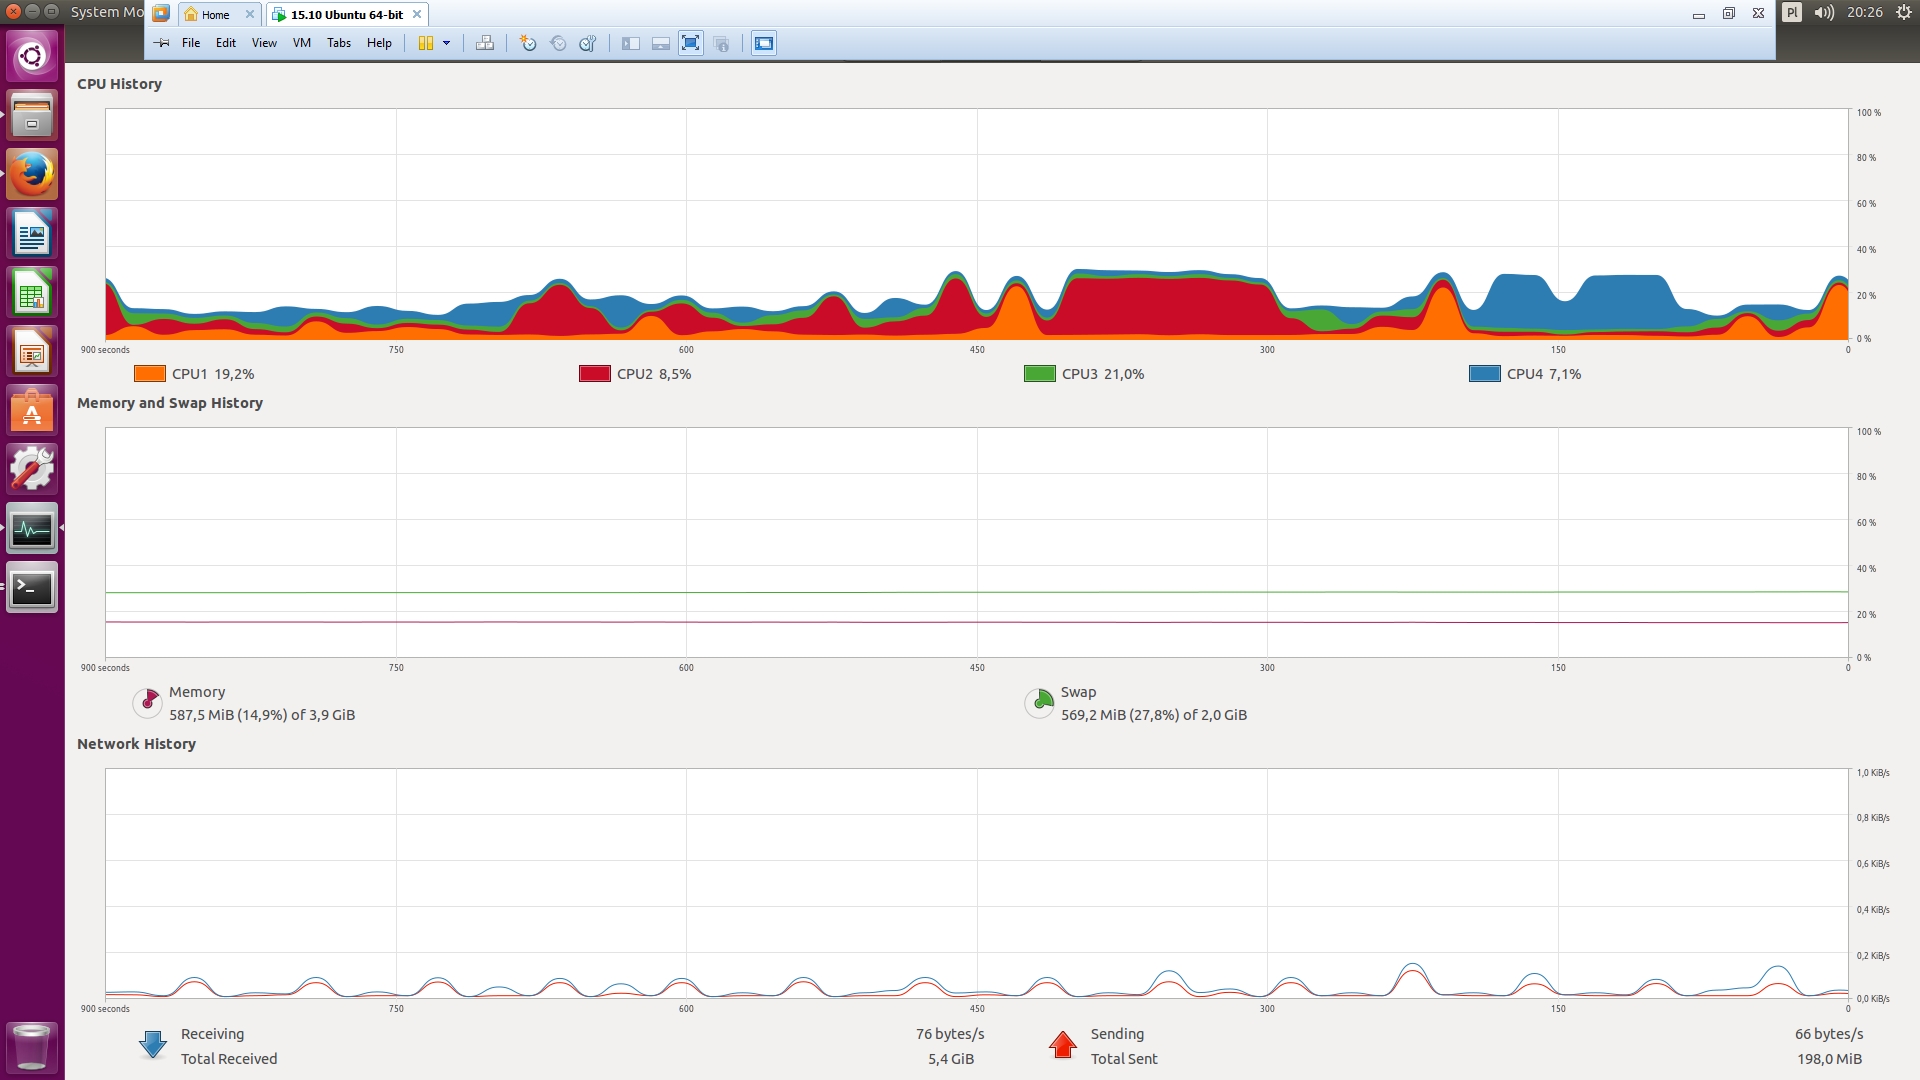 System Mo
Home
15.10 Ubuntu 64-bit
Pl
20:26
File Edit View VM Tabs Help
CPU History
100 %
80 %
60 %
40 %
20 %
0 %
900 seconds 750 600 450 300 150 0
CPU1 19,2% CPU2 8,5% CPU3 21,0% CPU4 7,1%
Memory and Swap History
100 %
80 %
60 %
40 %
20 %
0 %
900 seconds 750 600 450 300 150 0
Memory
587,5 MiB (14,9%) of 3,9 GiB
Swap
569,2 MiB (27,8%) of 2,0 GiB
Network History
1,0 KiB/s
0,8 KiB/s
0,6 KiB/s
0,4 KiB/s
0,2 KiB/s
0,0 KiB/s
900 seconds 750 600 450 300 150 0
Receiving 76 bytes/s
Total Received 5,4 GiB
Sending 66 bytes/s
Total Sent 198,0 MiB